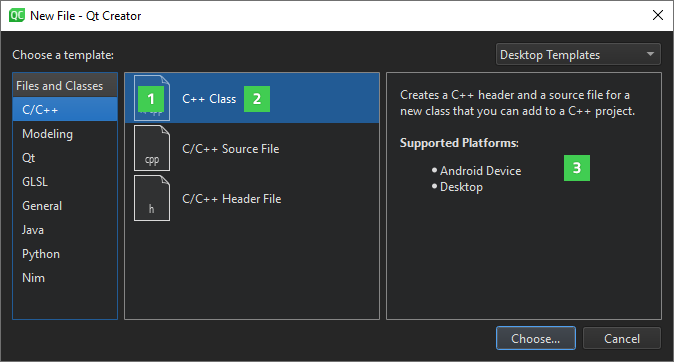 QC New File - Qt Creator
Choose a template:
Desktop Templates
Files and Classes
C/C++
Modeling
Qt
GLSL
General
Java
Python
Nim
1
C++ Class
2
cpp
C/C++ Source File
h
C/C++ Header File
Creates a C++ header and a source file for a
new class that you can add to a C++ project.
Supported Platforms:
• Android Device
• Desktop
3
Choose...
Cancel